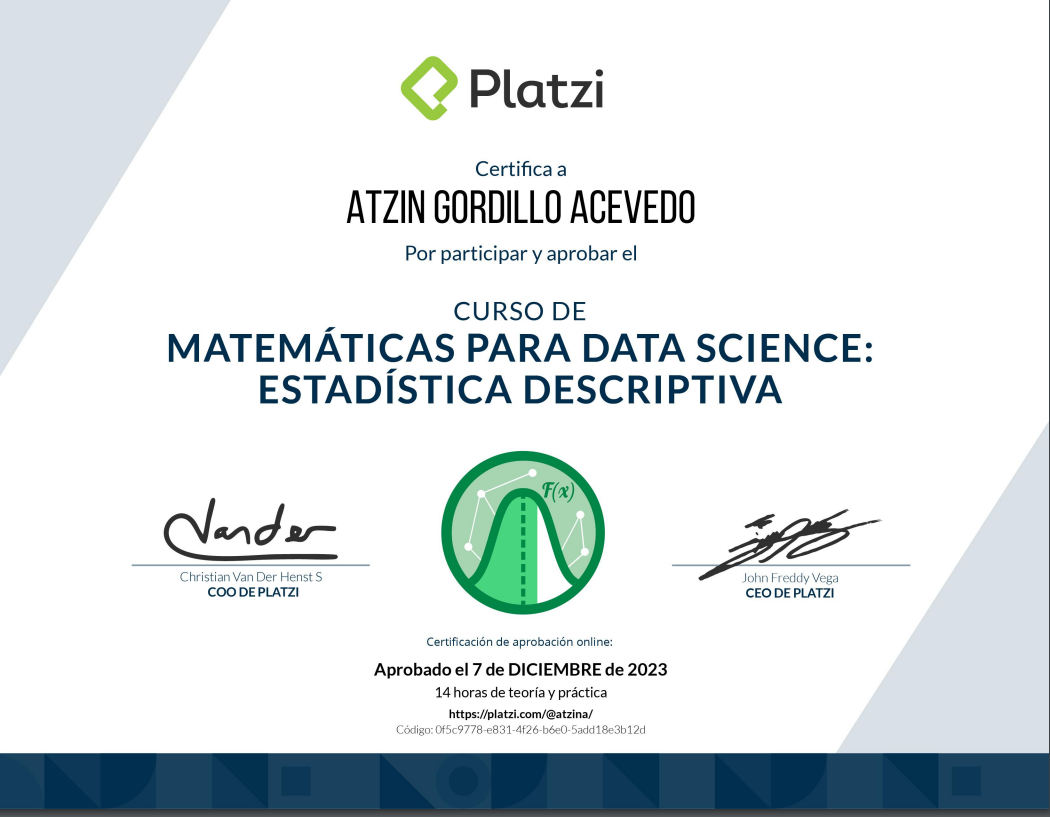 Platzi
Certifica a
ATZIN GORDILLO ACEVEDO
Por participar y aprobar el
CURSO DE
MATEMÁTICAS PARA DATA SCIENCE:
ESTADÍSTICA DESCRIPTIVA
F(x)
Vander
Christian Van Der Henst S
COO DE PLATZI
John Freddy Vega
CEO DE PLATZI
Certificación de aprobación online:
Aprobado el 7 de DICIEMBRE de 2023
14 horas de teoría y práctica
https://platzi.com/@atzina/
Código: 0f5c9778-e831-4f26-b6e0-5add18e3b12d